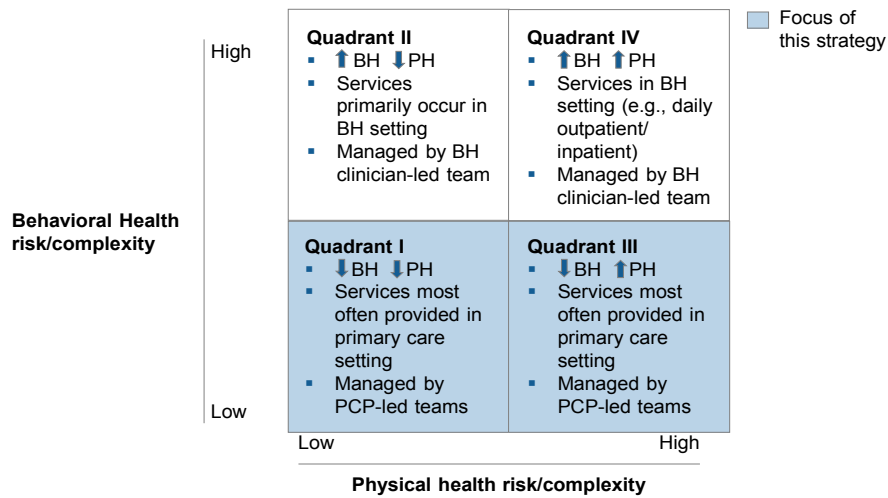 Focus of
this strategy
High
Quadrant II
▪ ⬆ BH ⬇ PH
▪ Services
primarily occur in
BH setting
▪ Managed by BH
clinician-led team
Quadrant IV
▪ ⬆ BH ⬆ PH
▪ Services in BH
setting (e.g., daily
outpatient/
inpatient)
▪ Managed by BH
clinician-led team
Behavioral Health
risk/complexity
Quadrant I
▪ ⬇ BH ⬇ PH
▪ Services most
often provided in
primary care
setting
▪ Managed by
PCP-led teams
Quadrant III
▪ ⬇ BH ⬆ PH
▪ Services most
often provided in
primary care
setting
▪ Managed by
PCP-led teams
Low
Low
High
Physical health risk/complexity